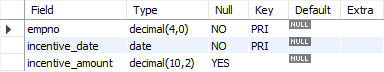 Field Type Null Key Default Extra
empno decimal(4,0) NO PRI NULL
incentive_date date NO PRI NULL
incentive_amount decimal(10,2) YES NULL